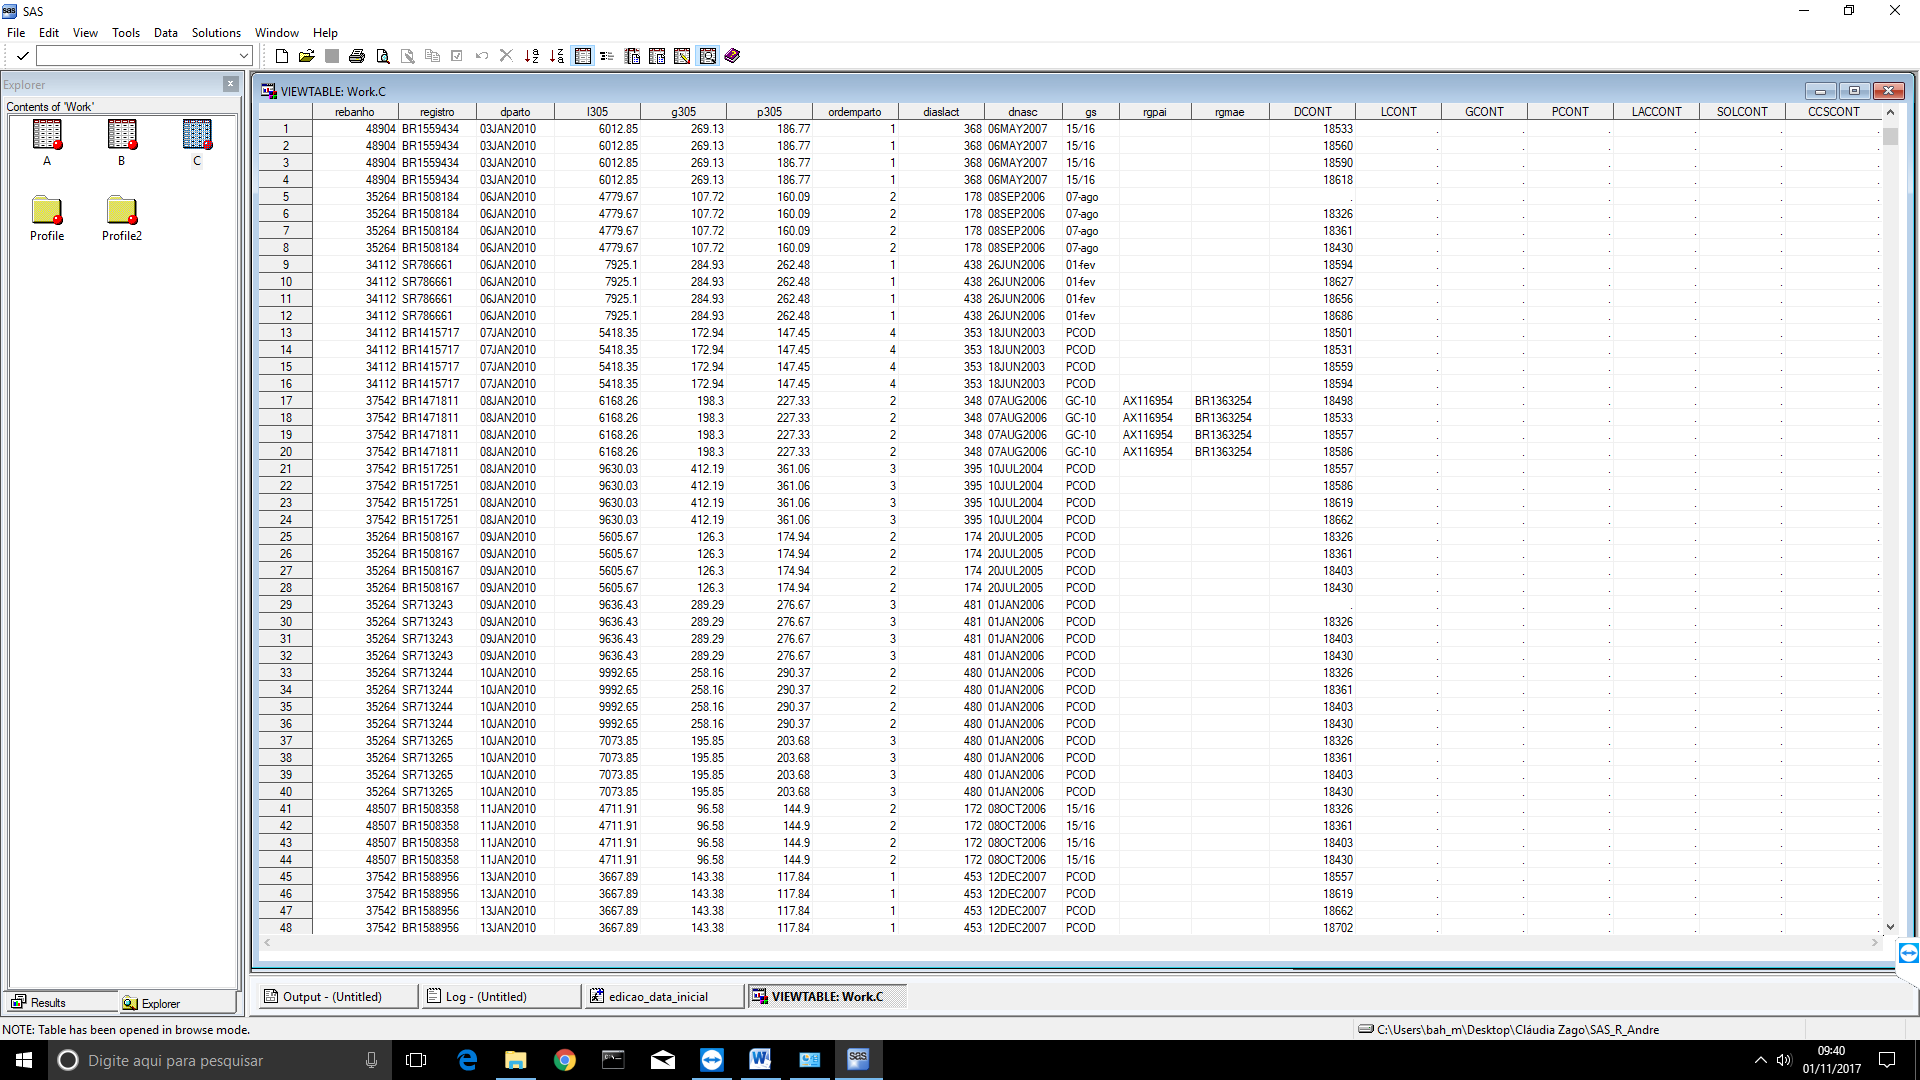 SAS
File Edit View Tools Data Solutions Window Help
Explorer
Contents of 'Work'
A B C
Profile Profile2
VIEWTABLE: Work.C
rebanho registro dparto l305 g305 p305 ordemparto diaslact dnasc gs rgpai rgmae DCONT LCONT GCONT PCONT LACCONT SOLCONT CCSCONT
1 48904 BR1559434 03JAN2010 6012.85 269.13 186.77 1 368 06MAY2007 15/16 18533 . . . . . .
2 48904 BR1559434 03JAN2010 6012.85 269.13 186.77 1 368 06MAY2007 15/16 18560 . . . . . .
3 48904 BR1559434 03JAN2010 6012.85 269.13 186.77 1 368 06MAY2007 15/16 18590 . . . . . .
4 48904 BR1559434 03JAN2010 6012.85 269.13 186.77 1 368 06MAY2007 15/16 18618 . . . . . .
5 35264 BR1508184 06JAN2010 4779.67 107.72 160.09 2 178 08SEP2006 07-ago . . . . . . .
6 35264 BR1508184 06JAN2010 4779.67 107.72 160.09 2 178 08SEP2006 07-ago 18326 . . . . . .
7 35264 BR1508184 06JAN2010 4779.67 107.72 160.09 2 178 08SEP2006 07-ago 18361 . . . . . .
8 35264 BR1508184 06JAN2010 4779.67 107.72 160.09 2 178 08SEP2006 07-ago 18430 . . . . . .
9 34112 SR786661 06JAN2010 7925.1 284.93 262.48 1 438 26JUN2006 01-fev 18594 . . . . . .
10 34112 SR786661 06JAN2010 7925.1 284.93 262.48 1 438 26JUN2006 01-fev 18627 . . . . . .
11 34112 SR786661 06JAN2010 7925.1 284.93 262.48 1 438 26JUN2006 01-fev 18656 . . . . . .
12 34112 SR786661 06JAN2010 7925.1 284.93 262.48 1 438 26JUN2006 01-fev 18686 . . . . . .
13 34112 BR1415717 07JAN2010 5418.35 172.94 147.45 4 353 18JUN2003 PCOD 18501 . . . . . .
14 34112 BR1415717 07JAN2010 5418.35 172.94 147.45 4 353 18JUN2003 PCOD 18531 . . . . . .
15 34112 BR1415717 07JAN2010 5418.35 172.94 147.45 4 353 18JUN2003 PCOD 18559 . . . . . .
16 34112 BR1415717 07JAN2010 5418.35 172.94 147.45 4 353 18JUN2003 PCOD 18594 . . . . . .
17 37542 BR1471811 08JAN2010 6168.26 198.3 227.33 2 348 07AUG2006 GC-10 AX116954 BR1363254 18498 . . . . . .
18 37542 BR1471811 08JAN2010 6168.26 198.3 227.33 2 348 07AUG2006 GC-10 AX116954 BR1363254 18533 . . . . . .
19 37542 BR1471811 08JAN2010 6168.26 198.3 227.33 2 348 07AUG2006 GC-10 AX116954 BR1363254 18557 . . . . . .
20 37542 BR1471811 08JAN2010 6168.26 198.3 227.33 2 348 07AUG2006 GC-10 AX116954 BR1363254 18586 . . . . . .
21 37542 BR1517251 08JAN2010 9630.03 412.19 361.06 3 395 10JUL2004 PCOD 18557 . . . . . .
22 37542 BR1517251 08JAN2010 9630.03 412.19 361.06 3 395 10JUL2004 PCOD 18586 . . . . . .
23 37542 BR1517251 08JAN2010 9630.03 412.19 361.06 3 395 10JUL2004 PCOD 18619 . . . . . .
24 37542 BR1517251 08JAN2010 9630.03 412.19 361.06 3 395 10JUL2004 PCOD 18662 . . . . . .
25 35264 BR1508167 09JAN2010 5605.67 126.3 174.94 2 174 20JUL2005 PCOD 18326 . . . . . .
26 35264 BR1508167 09JAN2010 5605.67 126.3 174.94 2 174 20JUL2005 PCOD 18361 . . . . . .
27 35264 BR1508167 09JAN2010 5605.67 126.3 174.94 2 174 20JUL2005 PCOD 18403 . . . . . .
28 35264 BR1508167 09JAN2010 5605.67 126.3 174.94 2 174 20JUL2005 PCOD 18430 . . . . . .
29 35264 SR713243 09JAN2010 9636.43 289.29 276.67 3 481 01JAN2006 PCOD . . . . . . .
30 35264 SR713243 09JAN2010 9636.43 289.29 276.67 3 481 01JAN2006 PCOD 18326 . . . . . .
31 35264 SR713243 09JAN2010 9636.43 289.29 276.67 3 481 01JAN2006 PCOD 18403 . . . . . .
32 35264 SR713243 09JAN2010 9636.43 289.29 276.67 3 481 01JAN2006 PCOD 18430 . . . . . .
33 35264 SR713244 10JAN2010 9992.65 258.16 290.37 2 480 01JAN2006 PCOD 18326 . . . . . .
34 35264 SR713244 10JAN2010 9992.65 258.16 290.37 2 480 01JAN2006 PCOD 18361 . . . . . .
35 35264 SR713244 10JAN2010 9992.65 258.16 290.37 2 480 01JAN2006 PCOD 18403 . . . . . .
36 35264 SR713244 10JAN2010 9992.65 258.16 290.37 2 480 01JAN2006 PCOD 18430 . . . . . .
37 35264 SR713265 10JAN2010 7073.85 195.85 203.68 3 480 01JAN2006 PCOD 18326 . . . . . .
38 35264 SR713265 10JAN2010 7073.85 195.85 203.68 3 480 01JAN2006 PCOD 18361 . . . . . .
39 35264 SR713265 10JAN2010 7073.85 195.85 203.68 3 480 01JAN2006 PCOD 18403 . . . . . .
40 35264 SR713265 10JAN2010 7073.85 195.85 203.68 3 480 01JAN2006 PCOD 18430 . . . . . .
41 48507 BR1508358 11JAN2010 4711.91 96.58 144.9 2 172 08OCT2006 15/16 18326 . . . . . .
42 48507 BR1508358 11JAN2010 4711.91 96.58 144.9 2 172 08OCT2006 15/16 18361 . . . . . .
43 48507 BR1508358 11JAN2010 4711.91 96.58 144.9 2 172 08OCT2006 15/16 18403 . . . . . .
44 48507 BR1508358 11JAN2010 4711.91 96.58 144.9 2 172 08OCT2006 15/16 18430 . . . . . .
45 37542 BR1588956 13JAN2010 3667.89 143.38 117.84 1 453 12DEC2007 PCOD 18557 . . . . . .
46 37542 BR1588956 13JAN2010 3667.89 143.38 117.84 1 453 12DEC2007 PCOD 18619 . . . . . .
47 37542 BR1588956 13JAN2010 3667.89 143.38 117.84 1 453 12DEC2007 PCOD 18662 . . . . . .
48 37542 BR1588956 13JAN2010 3667.89 143.38 117.84 1 453 12DEC2007 PCOD 18702 . . . . . .
Results Explorer
Output - (Untitled) Log - (Untitled) edicao_data_inicial VIEWTABLE: Work.C
NOTE: Table has been opened in browse mode. C:\Users\bah_m\Desktop\Cláudia Zago\SAS_R_Andre
Digite aqui para pesquisar
09:40
01/11/2017